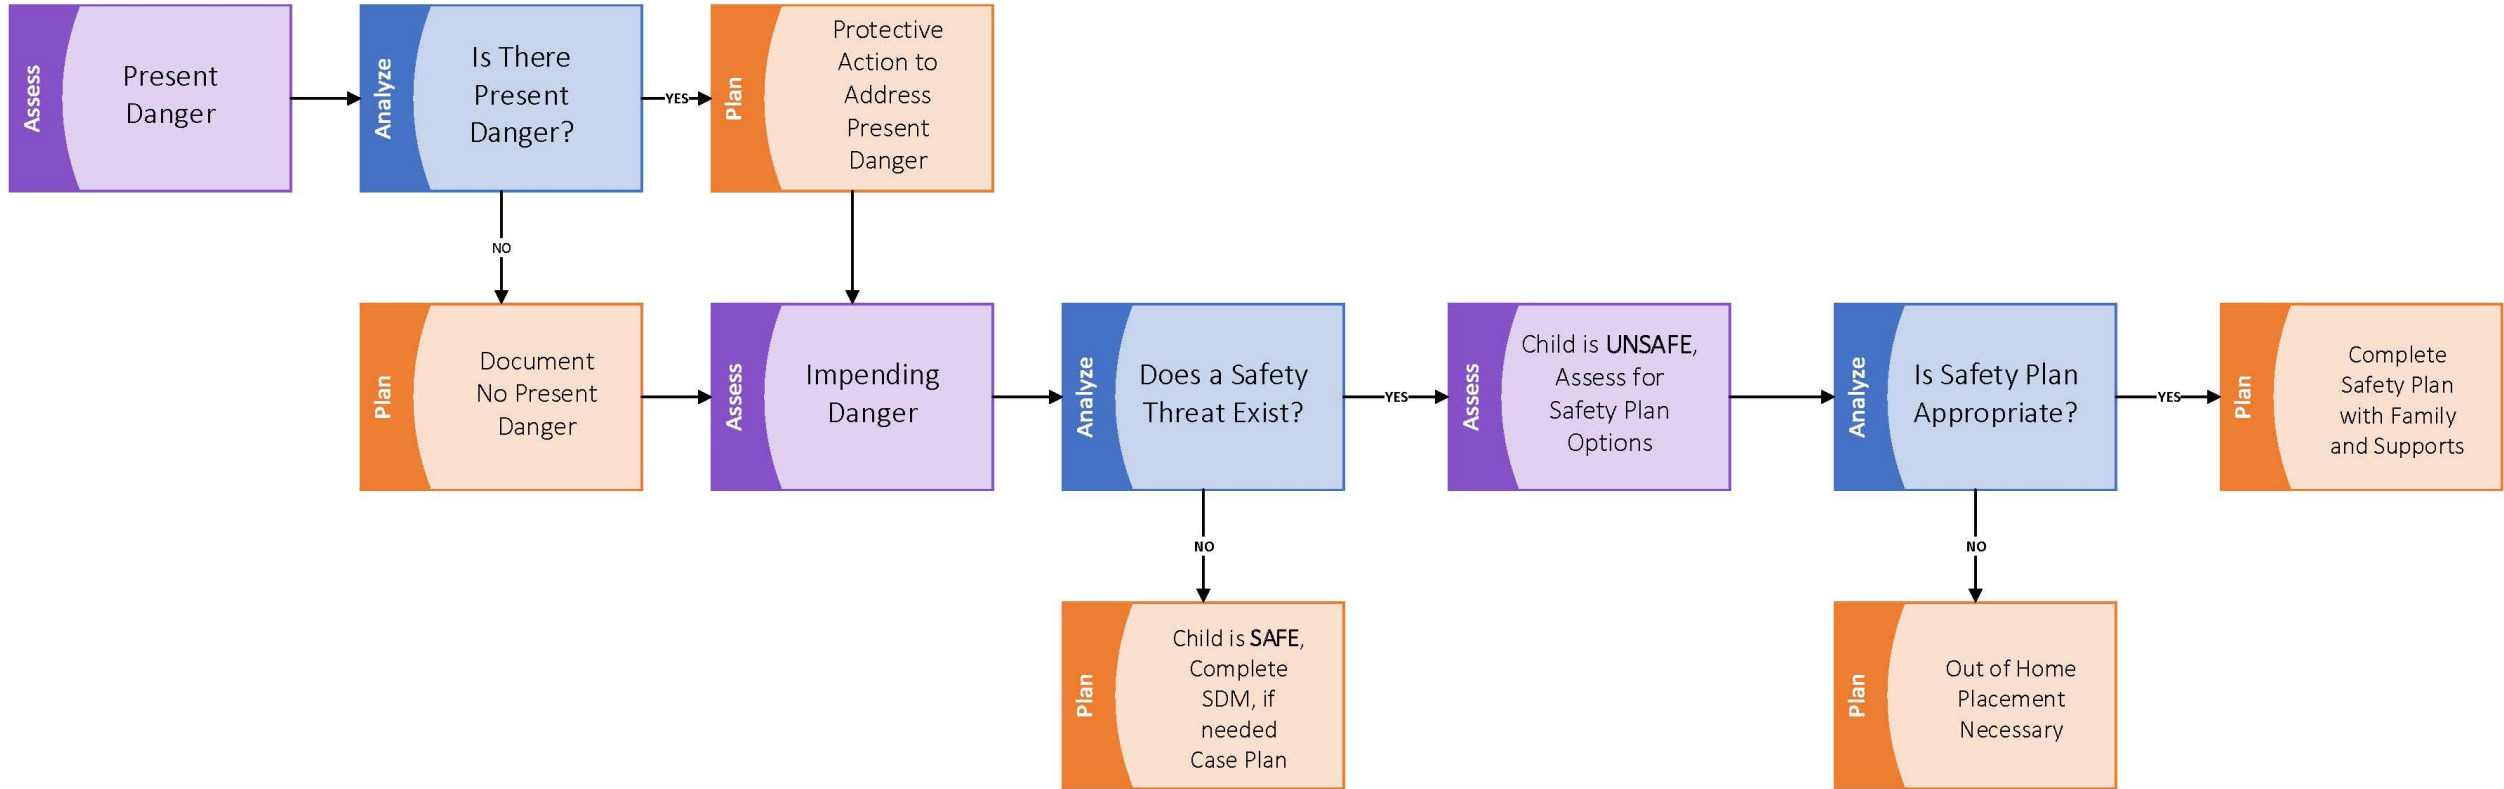 Assess
Present
Danger
Analyze
Is There
Present
Danger?
YES
Plan
Protective
Action to
Address
Present
Danger
NO
Plan
Document
No Present
Danger
Assess
Impending
Danger
Analyze
Does a Safety
Threat Exist?
YES
Assess
Child is UNSAFE,
Assess for
Safety Plan
Options
Analyze
Is Safety Plan
Appropriate?
YES
Plan
Complete
Safety Plan
with Family
and Supports
NO
Plan
Child is SAFE,
Complete
SDM, if
needed
Case Plan
NO
Plan
Out of Home
Placement
Necessary